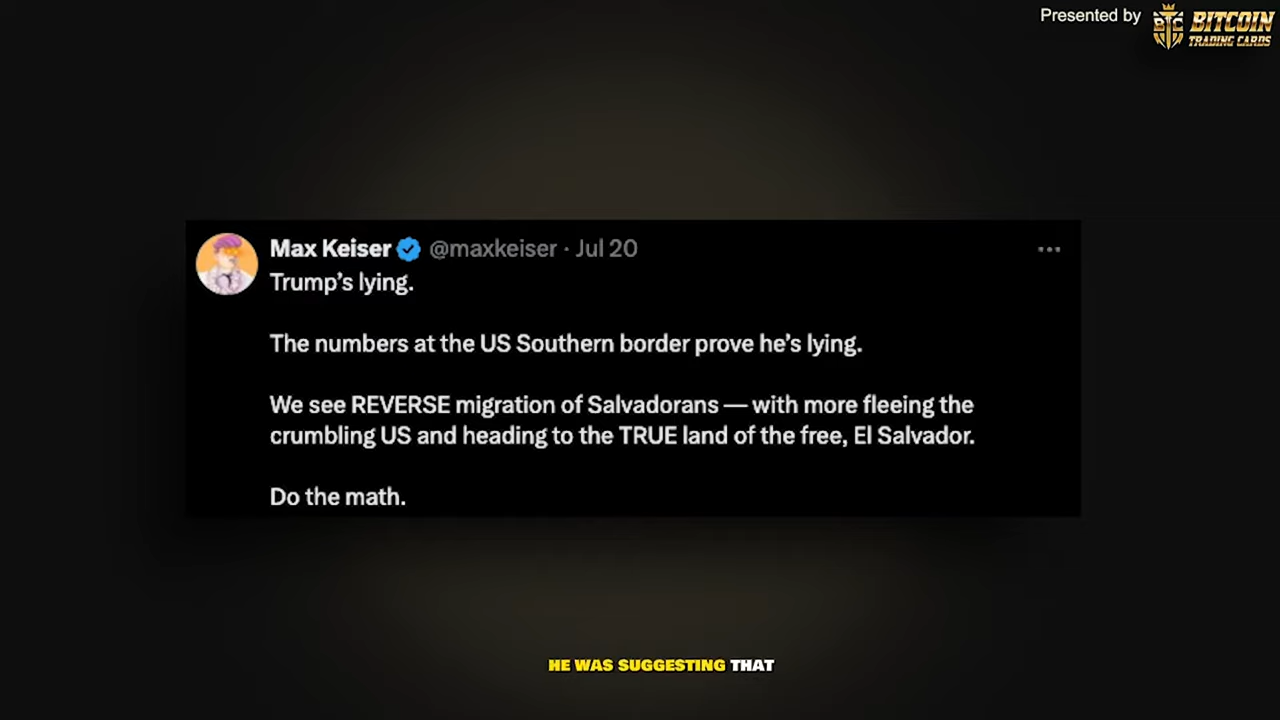 Presented by
BTC
BITCOIN
TRADING CARDS
Max Keiser @maxkeiser · Jul 20
Trump's lying.
The numbers at the US Southern border prove he's lying.
We see REVERSE migration of Salvadorans — with more fleeing the
crumbling US and heading to the TRUE land of the free, El Salvador.
Do the math.
HE WAS SUGGESTING THAT